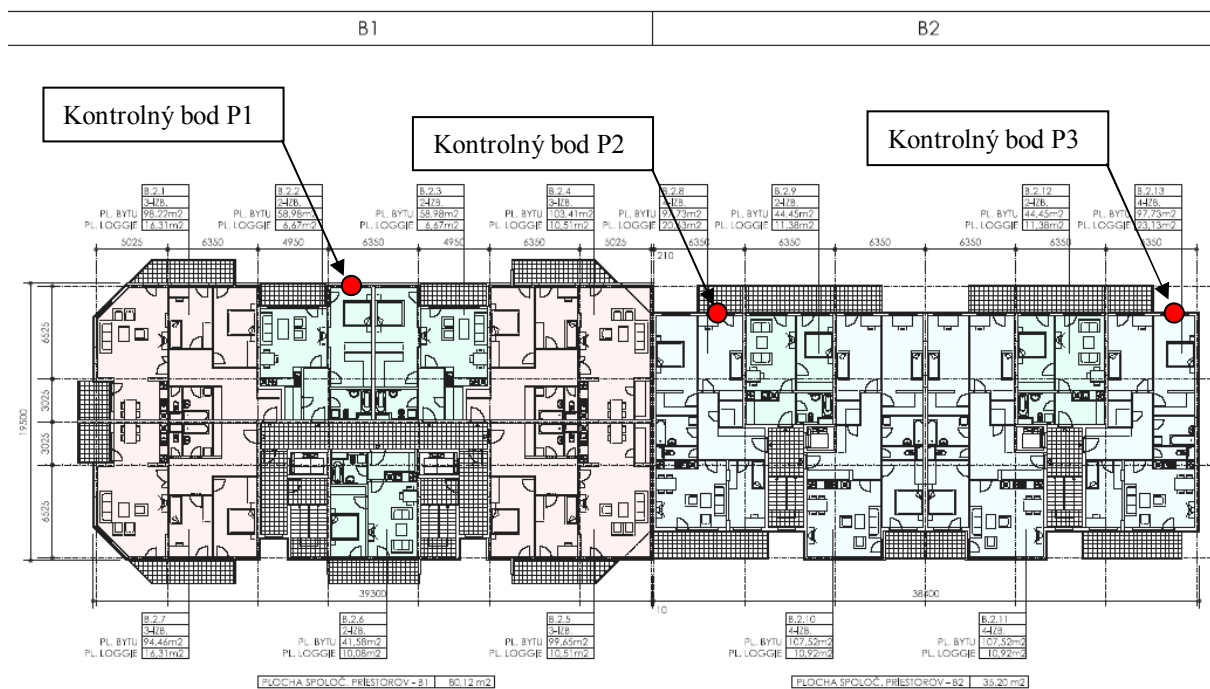 B1
B2
Kontrolný bod P1
Kontrolný bod P2
Kontrolný bod P3
B.2.1
3-IZB.
PL. BYTU 98,22m2
PL. LOGGIE 16,31m2
B.2.2
2-IZB.
PL. BYTU 58,98m2
PL. LOGGIE 6,67m2
B.2.3
2-IZB.
PL. BYTU 58,98m2
PL. LOGGIE 6,67m2
B.2.4
3-IZB.
PL. BYTU 103,41m2
PL. LOGGIE 10,51m2
B.2.8
PL. BYTU
PL. LOGGIE
B.2.9
2-IZB.
PL. BYTU 44,45m2
PL. LOGGIE 11,38m2
B.2.12
2-IZB.
PL. BYTU 44,45m2
PL. LOGGIE 11,38m2
B.2.13
4-IZB.
PL. BYTU 97,73m2
PL. LOGGIE 23,13m2
5025 6350 4950 6350 4950 6350 5025 210 6350 6350 6350 6350 6350 6350
6525
3025
19500
3025
6525
39300
10
38400
B.2.7
3-IZB.
PL. BYTU 94,46m2
PL. LOGGIE 16,31m2
B.2.6
2-IZB.
PL. BYTU 41,58m2
PL. LOGGIE 10,08m2
B.2.5
3-IZB.
PL. BYTU 99,65m2
PL. LOGGIE 10,51m2
B.2.10
4-IZB.
PL. BYTU 107,52m2
PL. LOGGIE 10,92m2
B.2.11
4-IZB.
PL. BYTU 107,52m2
PL. LOGGIE 10,92m2
PLOCHA SPOLOČ. PRIESTOROV - B1 80,12 m2
PLOCHA SPOLOČ. PRIESTOROV - B2 35,20 m2